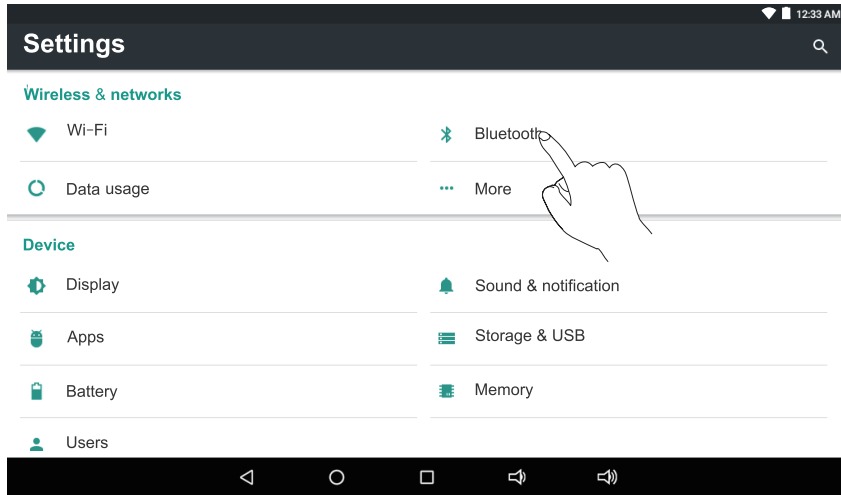 12:33 AM
Settings
Wireless & networks
Wi-Fi
Bluetooth
Data usage
More
Device
Display
Sound & notification
Apps
Storage & USB
Battery
Memory
Users